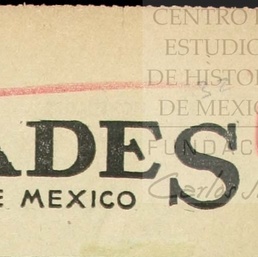 CENTRO
ESTUDIO
DE HISTO
DE MEXIC
FUNDAC
ADES
E MEXICO
Carlos